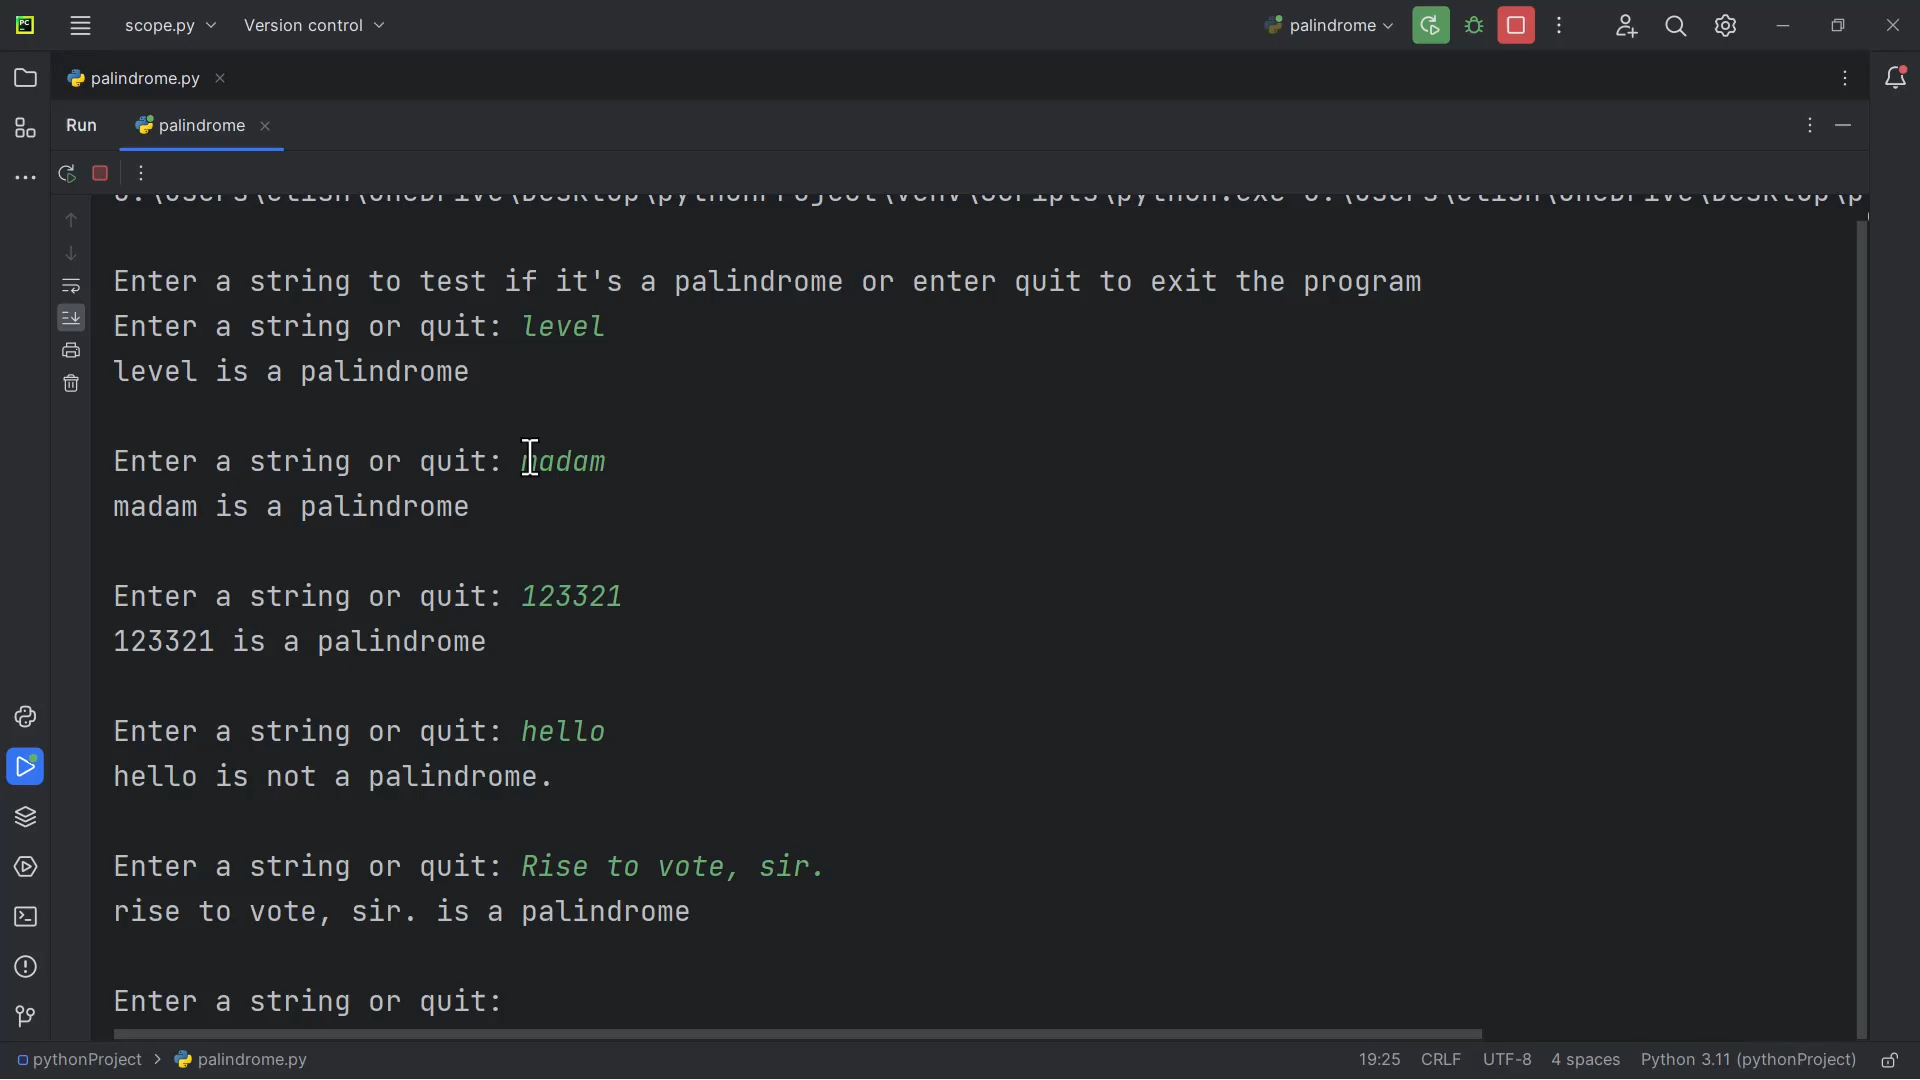 PC
scope.py
Version control
palindrome
palindrome.py
Run
palindrome
Enter a string to test if it's a palindrome or enter quit to exit the program
Enter a string or quit: level
level is a palindrome
Enter a string or quit: madam
madam is a palindrome
Enter a string or quit: 123321
123321 is a palindrome
Enter a string or quit: hello
hello is not a palindrome.
Enter a string or quit: Rise to vote, sir.
rise to vote, sir. is a palindrome
Enter a string or quit:
pythonProject > palindrome.py
19:25 CRLF UTF-8 4 spaces Python 3.11 (pythonProject)